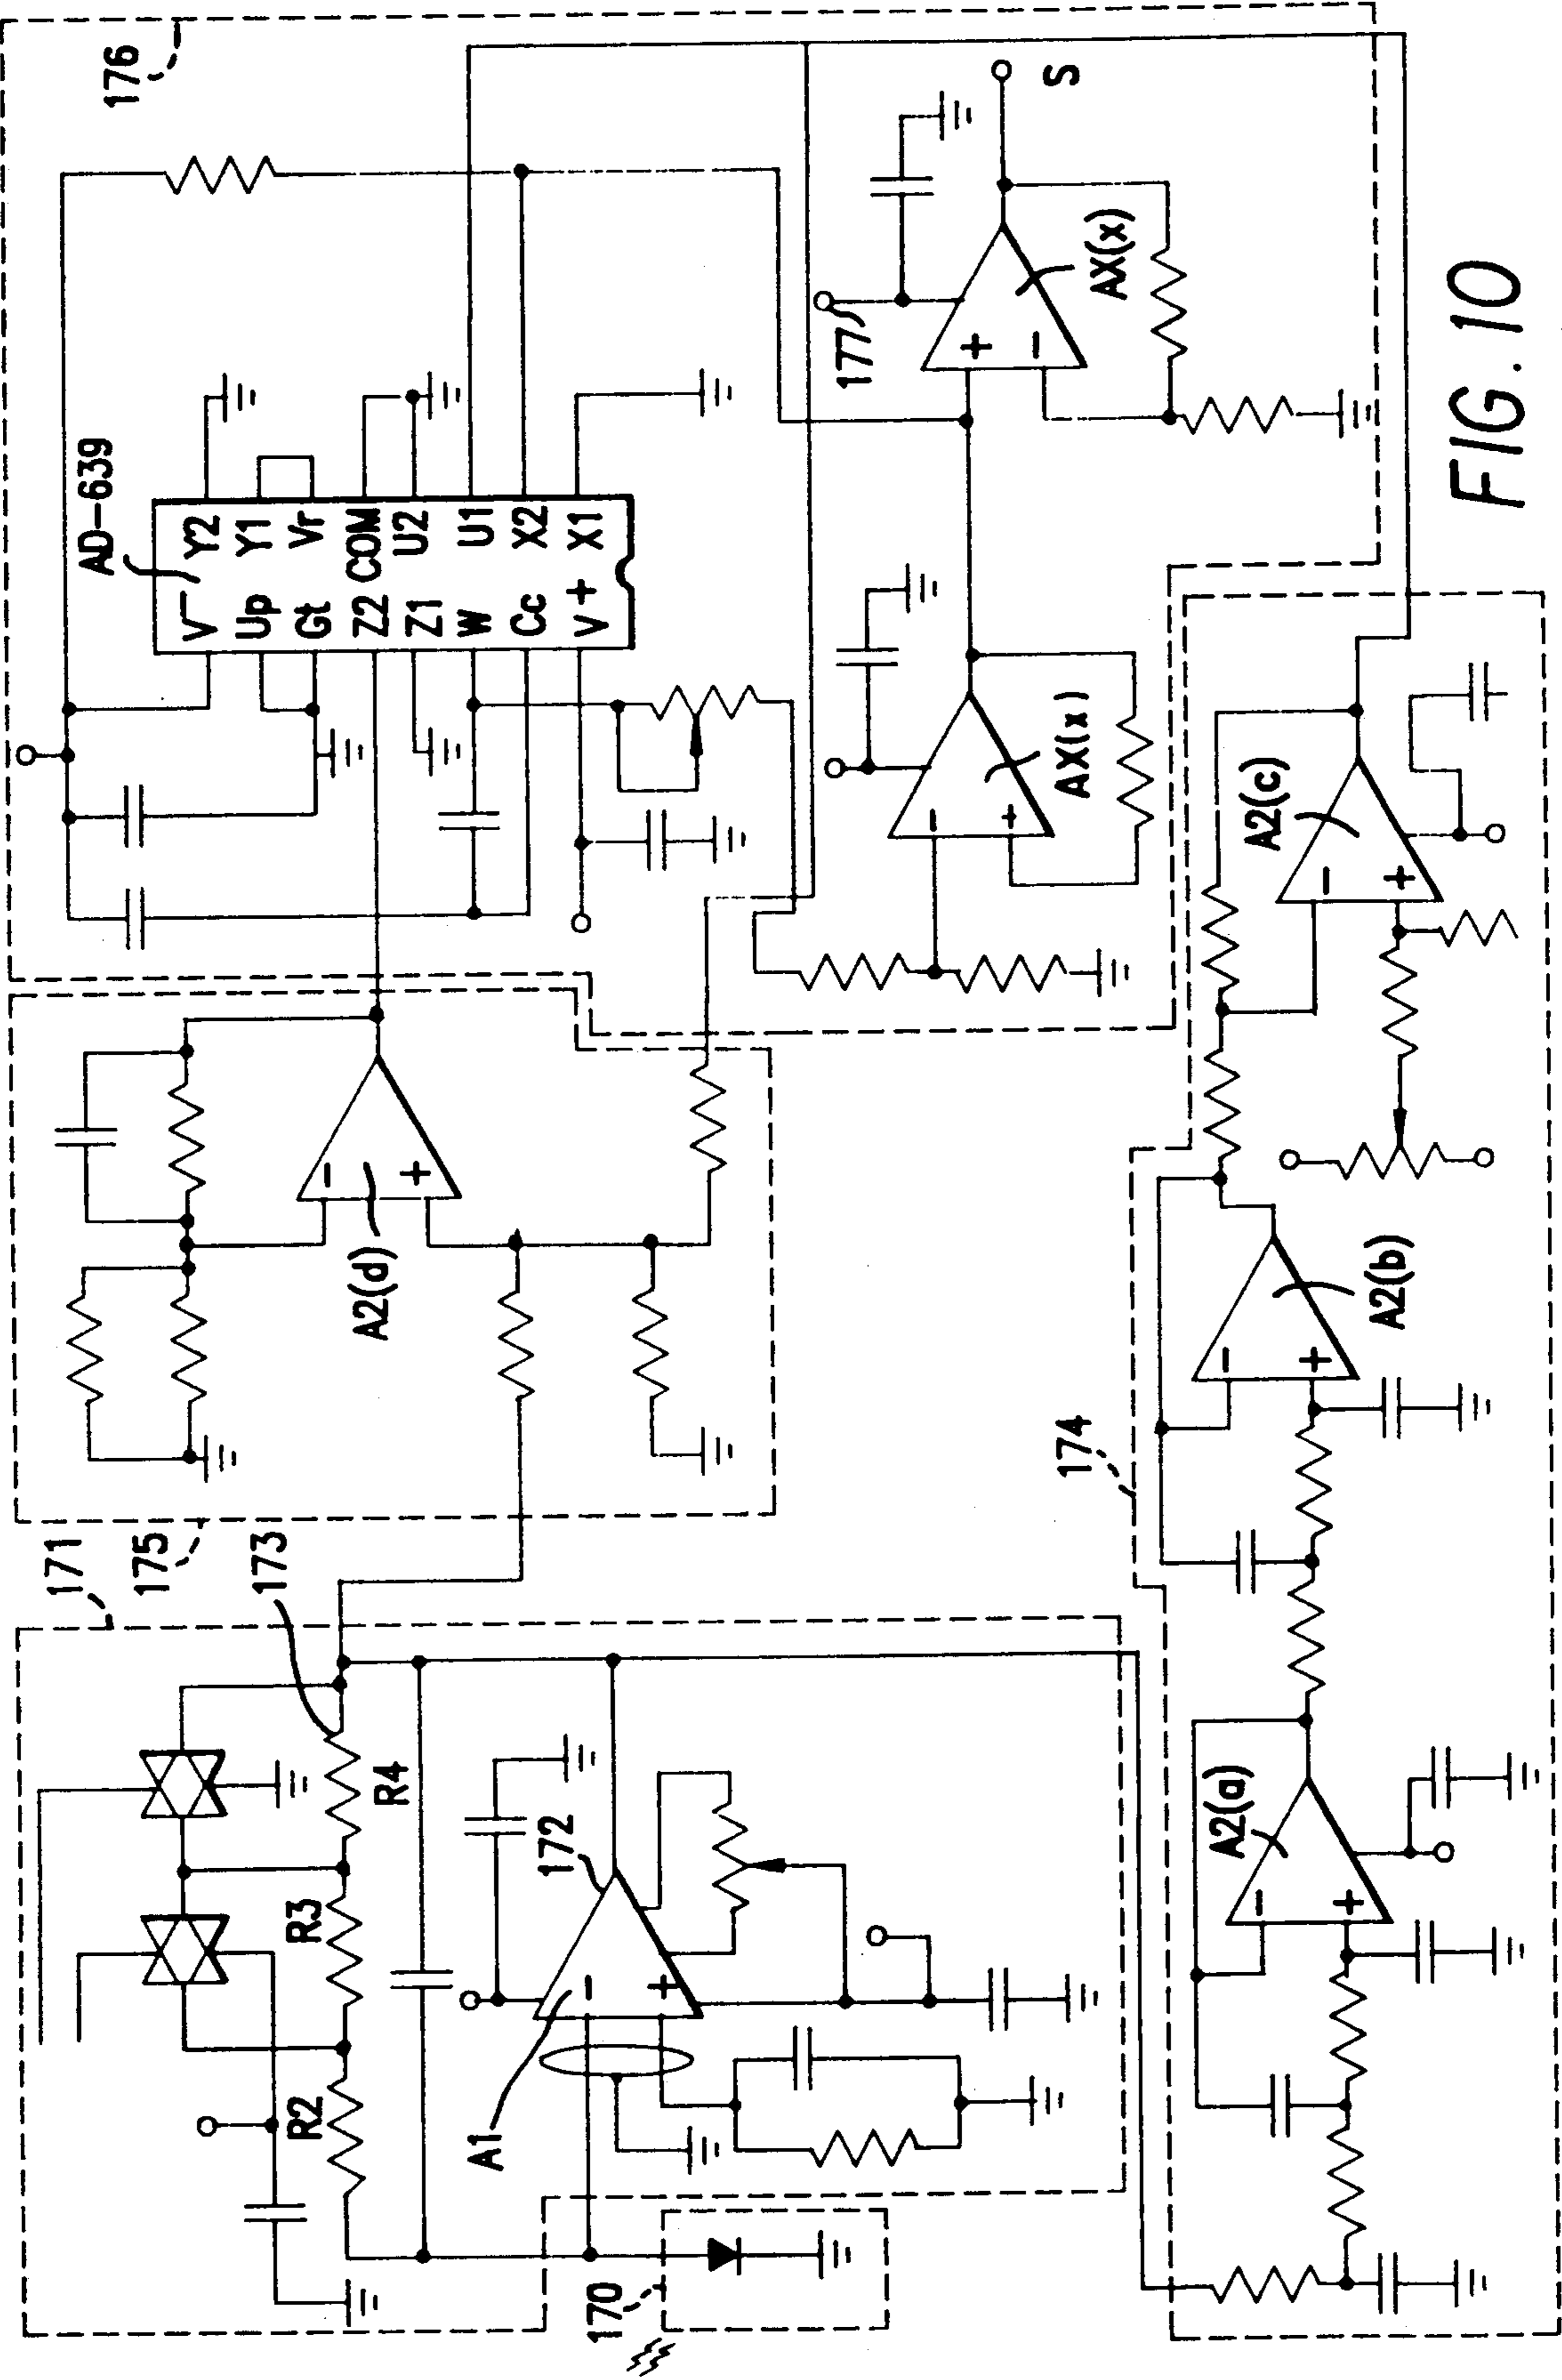 176
AD-639
V-
Y2
Up
Y1
Gt
Vr
Z2
COM
Z1
U2
W
U1
Cc
X2
V+
X1
S
177
+
-
AX(x)
-
+
AX(x)
171
175
173
-
+
A2(d)
R4
R3
R2
172
-
+
A1
170
174
A2(c)
-
+
A2(b)
-
+
A2(a)
-
+
FIG. 10